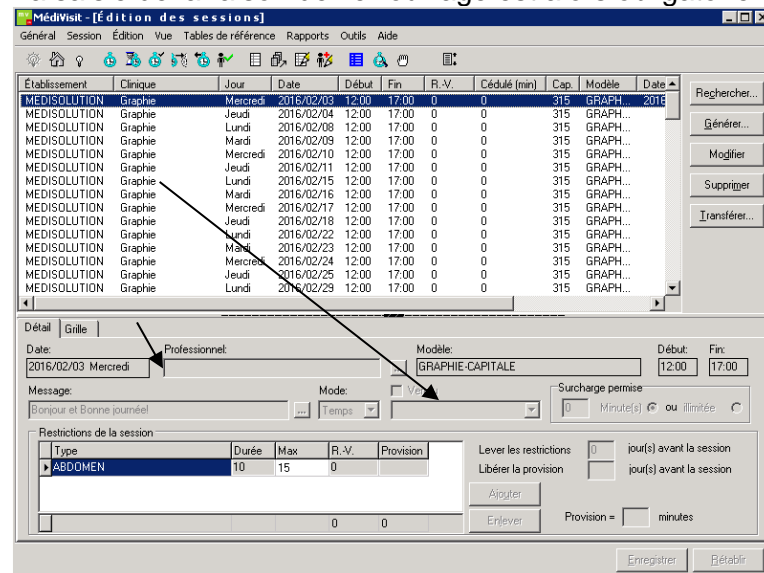 MédiVisit - [Édition des sessions]
Général Session Édition Vue Tables de référence Rapports Outils Aide
Établissement Clinique Jour Date Début Fin R.-V. Cédulé (min) Cap. Modèle Date
MEDISOLUTION Graphie Mercredi 2016/02/03 12:00 17:00 0 0 315 GRAPH... 2016
MEDISOLUTION Graphie Jeudi 2016/02/04 12:00 17:00 0 0 315 GRAPH...
MEDISOLUTION Graphie Lundi 2016/02/08 12:00 17:00 0 0 315 GRAPH...
MEDISOLUTION Graphie Mardi 2016/02/09 12:00 17:00 0 0 315 GRAPH...
MEDISOLUTION Graphie Mercredi 2016/02/10 12:00 17:00 0 0 315 GRAPH...
MEDISOLUTION Graphie Jeudi 2016/02/11 12:00 17:00 0 0 315 GRAPH...
MEDISOLUTION Graphie Lundi 2016/02/15 12:00 17:00 0 0 315 GRAPH...
MEDISOLUTION Graphie Mardi 2016/02/16 12:00 17:00 0 0 315 GRAPH...
MEDISOLUTION Graphie Mercredi 2016/02/17 12:00 17:00 0 0 315 GRAPH...
MEDISOLUTION Graphie Jeudi 2016/02/18 12:00 17:00 0 0 315 GRAPH...
MEDISOLUTION Graphie Lundi 2016/02/22 12:00 17:00 0 0 315 GRAPH...
MEDISOLUTION Graphie Mardi 2016/02/23 12:00 17:00 0 0 315 GRAPH...
MEDISOLUTION Graphie Mercredi 2016/02/24 12:00 17:00 0 0 315 GRAPH...
MEDISOLUTION Graphie Jeudi 2016/02/25 12:00 17:00 0 0 315 GRAPH...
MEDISOLUTION Graphie Lundi 2016/02/29 12:00 17:00 0 0 315 GRAPH...
Rechercher...
Générer...
Modifier
Supprimer
Transférer...
Détail Grille
Date: Professionnel: Modèle: Début: Fin:
2016/02/03 Mercredi ... GRAPHIE-CAPITALE 12:00 17:00
Message: Mode: Surcharge permise
Bonjour et Bonne journée! ... Temps 0 Minute(s) ou illimitée
Restrictions de la session
Type Durée Max R.-V. Provision
ABDOMEN 10 15 0
0 0
Lever les restrictions 0 jour(s) avant la session
Libérer la provision jour(s) avant la session
Ajouter
Enlever Provision = minutes
Enregistrer Rétablir